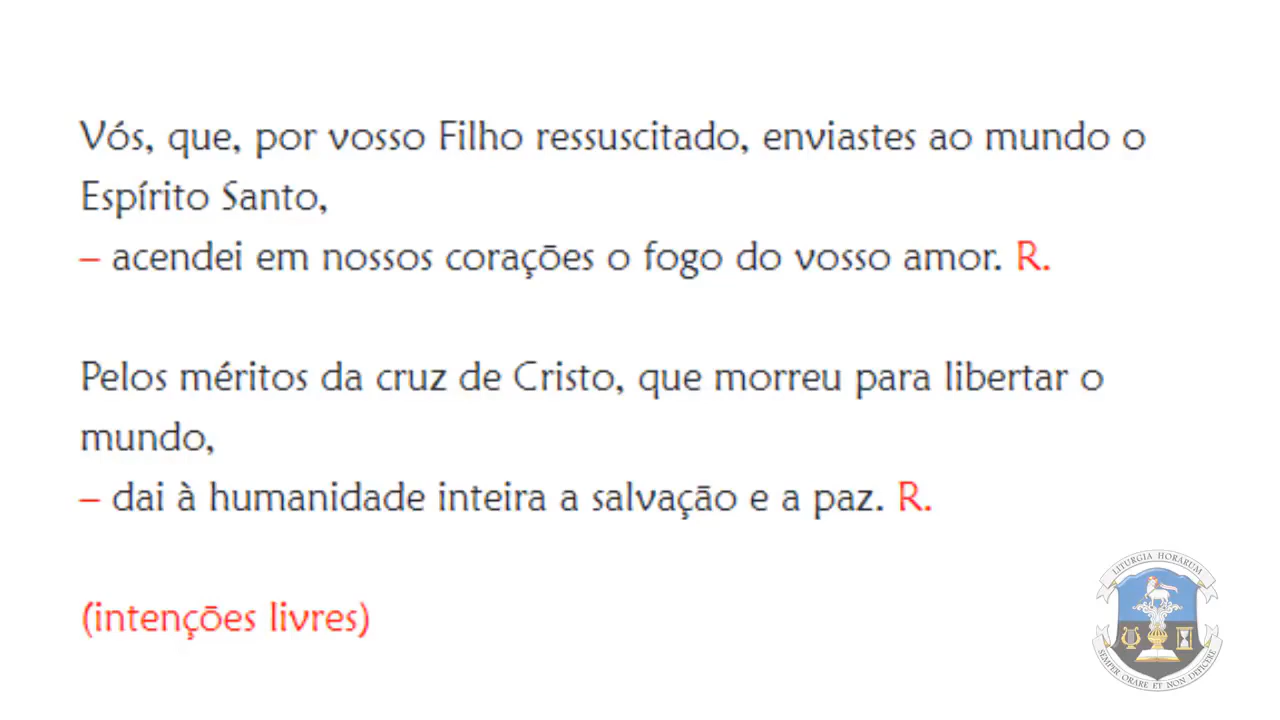 Vós, que, por vosso Filho ressuscitado, enviastes ao mundo o
Espírito Santo,
– acendei em nossos corações o fogo do vosso amor. R.
Pelos méritos da cruz de Cristo, que morreu para libertar o
mundo,
– dai à humanidade inteira a salvação e a paz. R.
(intenções livres)
LITURGIA HORARUM
SEMPER ORARE ET NON DEFICERE